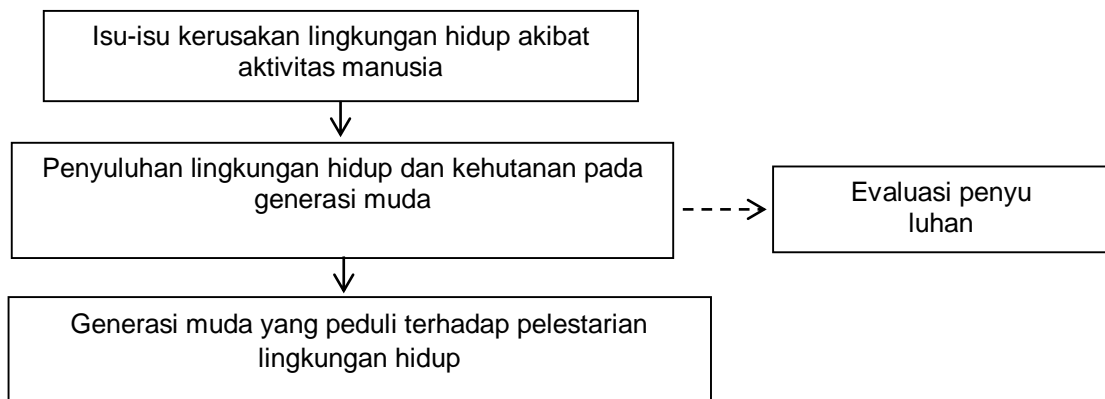 Isu-isu kerusakan lingkungan hidup akibat
aktivitas manusia
Penyuluhan lingkungan hidup dan kehutanan pada
generasi muda
Evaluasi penyu
luhan
Generasi muda yang peduli terhadap pelestarian
lingkungan hidup